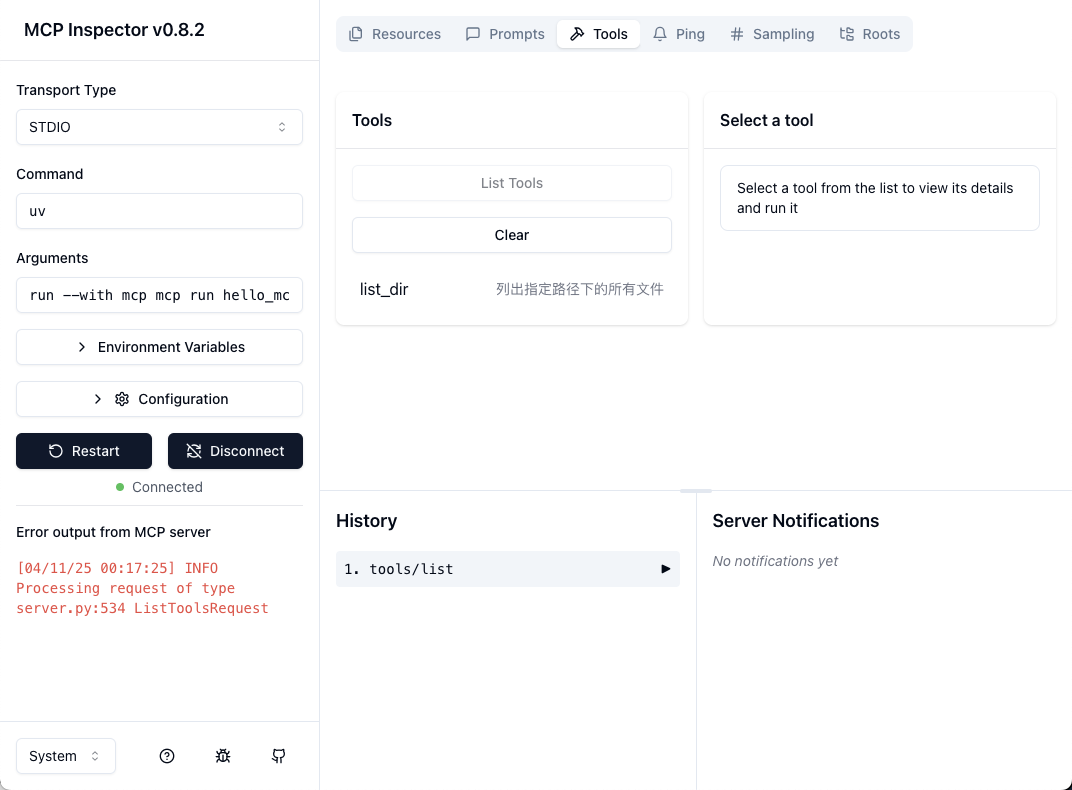 MCP Inspector v0.8.2
Transport Type
STDIO
Command
uv
Arguments
run --with mcp mcp run hello_mc
Environment Variables
Configuration
Restart
Disconnect
Connected
Error output from MCP server
[04/11/25 00:17:25] INFO
Processing request of type
server.py:534 ListToolsRequest
System
Resources
Prompts
Tools
Ping
Sampling
Roots
Tools
List Tools
Clear
list_dir
列出指定路径下的所有文件
Select a tool
Select a tool from the list to view its details
and run it
History
1. tools/list
Server Notifications
No notifications yet